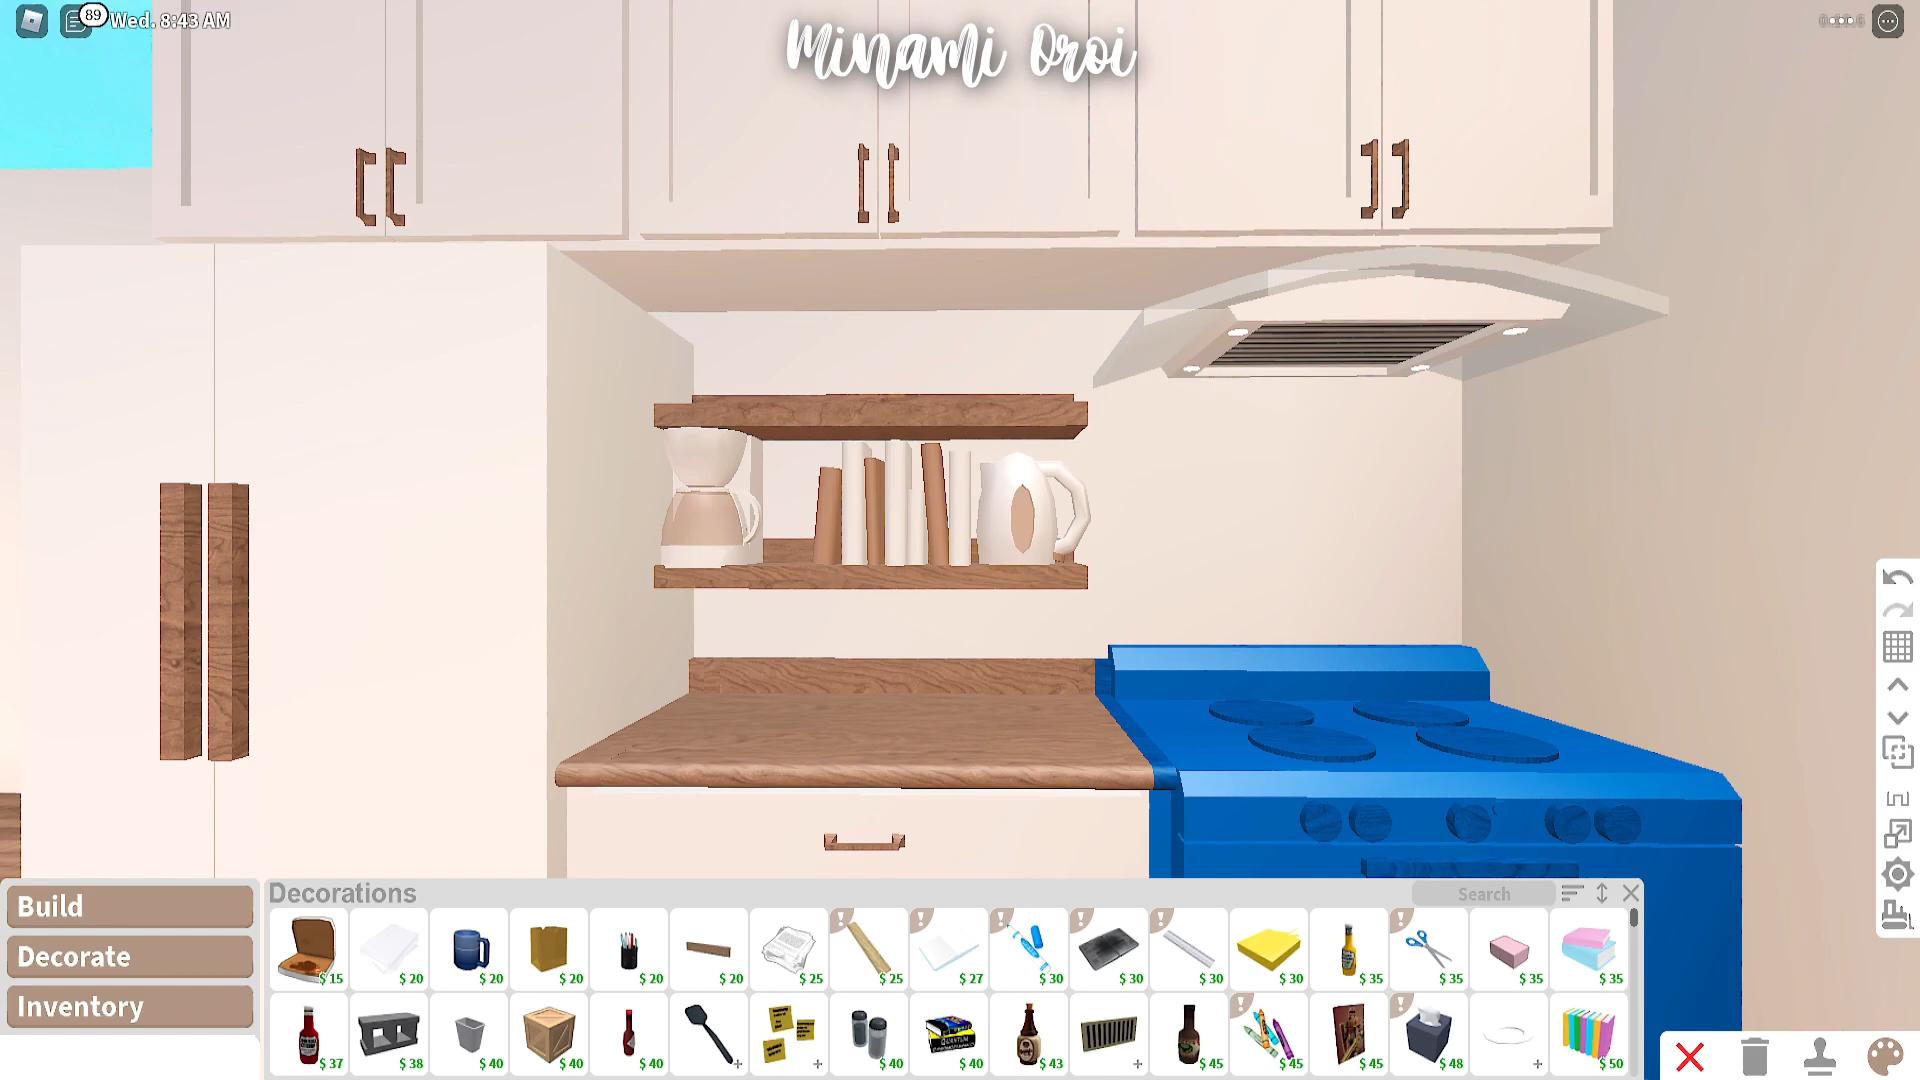 89 Wed. 8:43 AM
Minami Oroi
Build
Decorate
Inventory
Decorations
Search
$ 15 $ 20 $ 20 $ 20 $ 20 $ 20 $ 25 $ 25 $ 27 $ 30 $ 30 $ 30 $ 30 $ 35 $ 35 $ 35 $ 35
$ 37 $ 38 $ 40 $ 40 $ 40 + + $ 40 $ 40 $ 43 + $ 45 $ 45 $ 45 $ 48 + $ 50